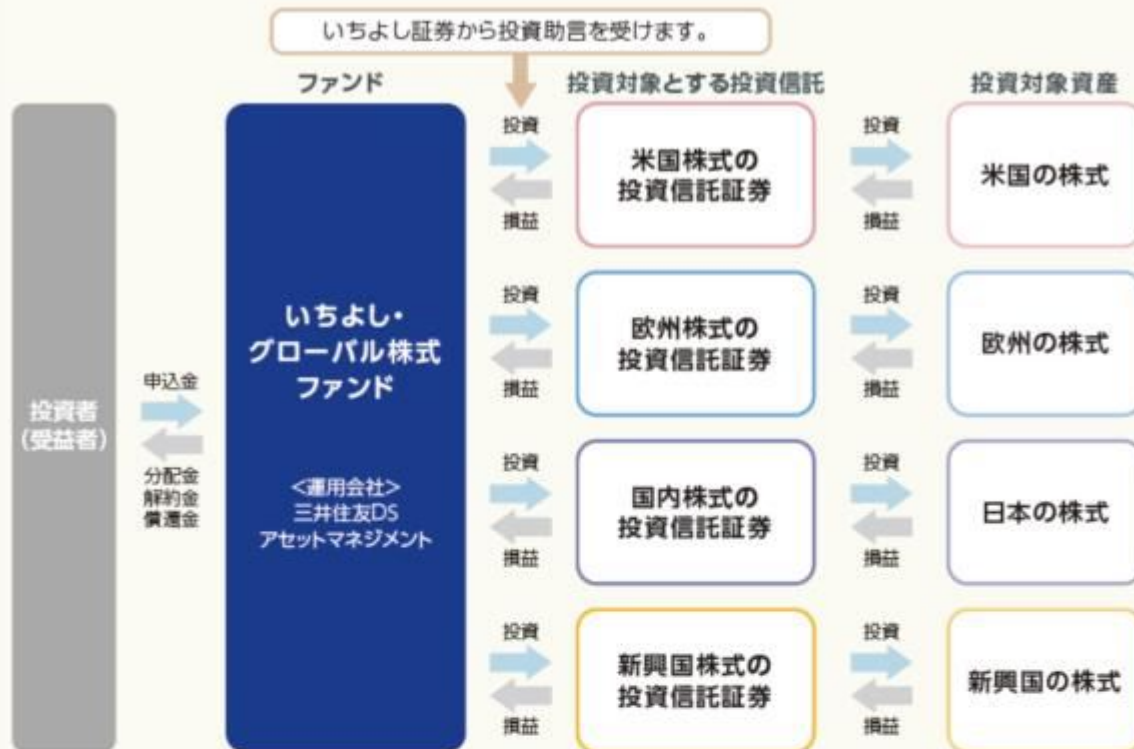 いちよし証券から投資助言を受けます。
ファンド
投資対象とする投資信託
投資対象資産
投資者
(受益者)
申込金
分配金
解約金
償還金
いちよし・
グローバル株式
ファンド
<運用会社>
三井住友DS
アセットマネジメント
投資
損益
米国株式の
投資信託証券
投資
損益
米国の株式
投資
損益
欧州株式の
投資信託証券
投資
損益
欧州の株式
投資
損益
国内株式の
投資信託証券
投資
損益
日本の株式
投資
損益
新興国株式の
投資信託証券
投資
損益
新興国の株式